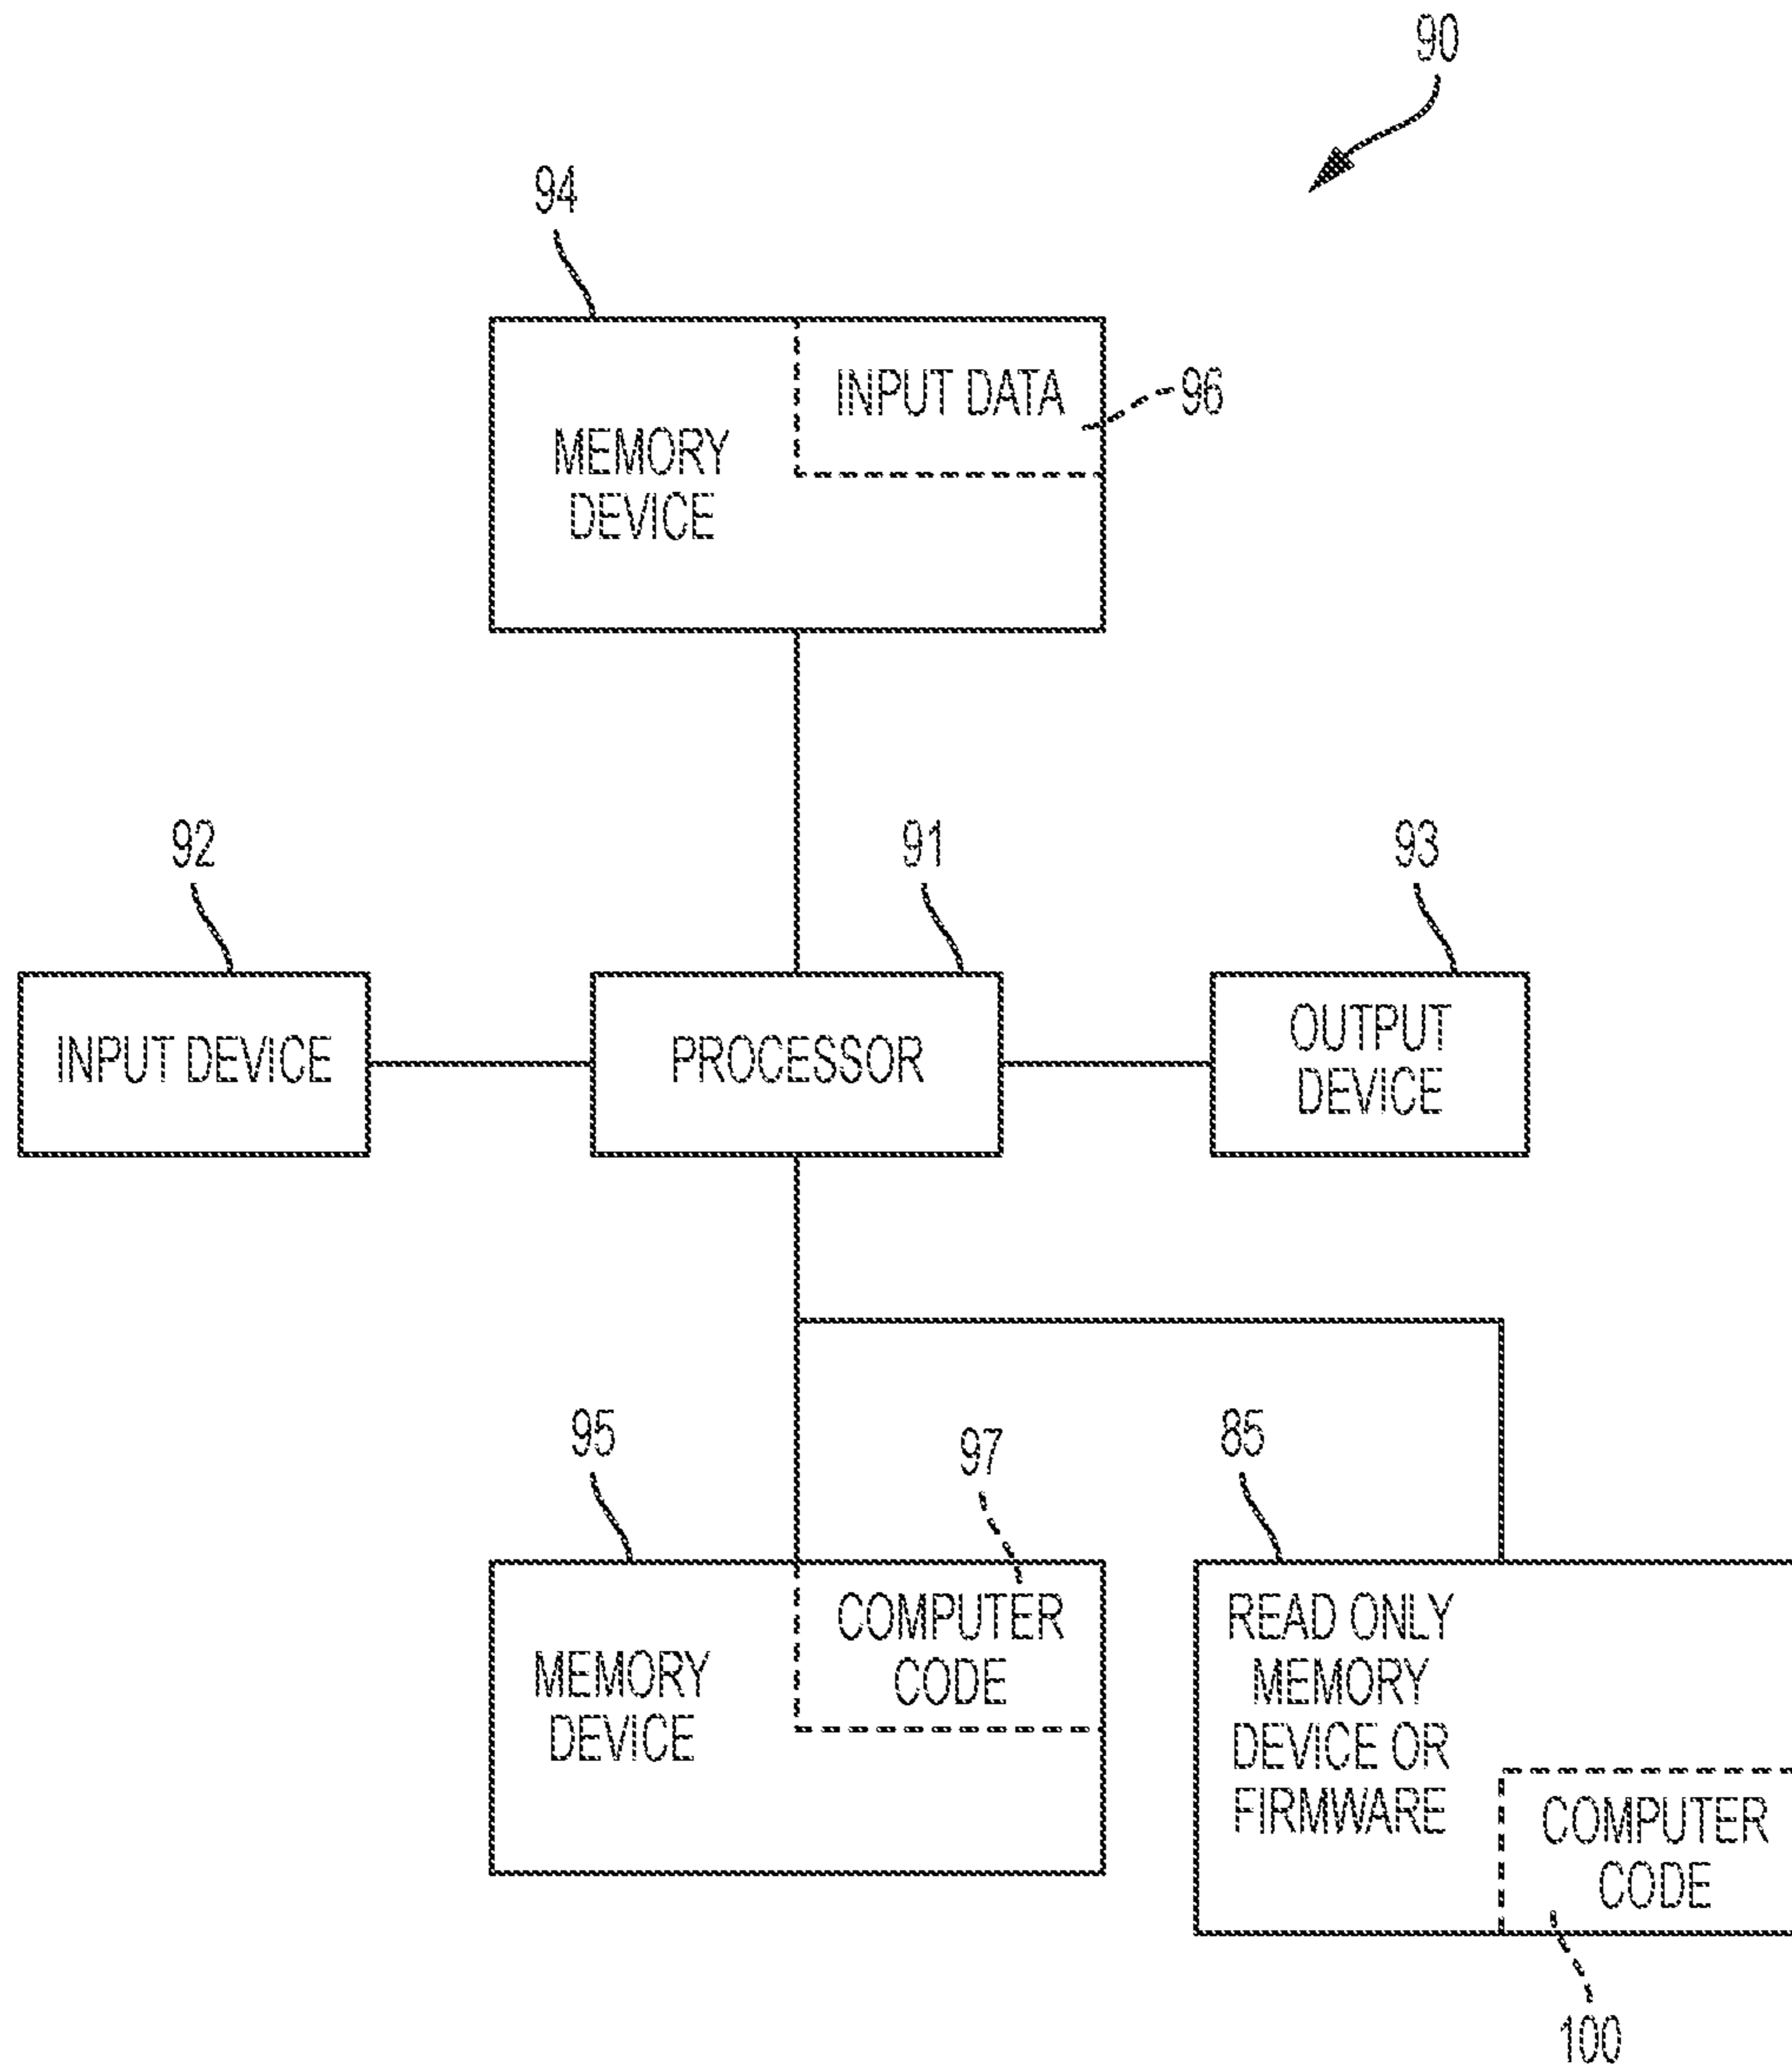 90
94
INPUT DATA
96
MEMORY
DEVICE
92
91
93
INPUT DEVICE
PROCESSOR
OUTPUT
DEVICE
95
97
85
COMPUTER
CODE
MEMORY
DEVICE
READ ONLY
MEMORY
DEVICE OR
FIRMWARE
COMPUTER
CODE
100